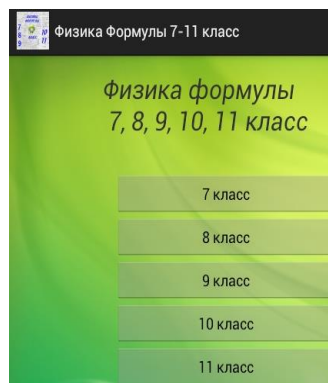 Физика Формулы 7-11 класс
Физика формулы
7, 8, 9, 10, 11 класс
7 класс
8 класс
9 класс
10 класс
11 класс